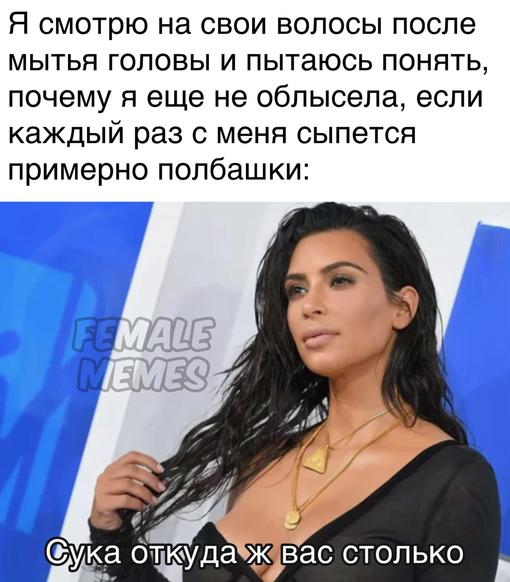 Я смотрю на свои волосы после
мытья головы и пытаюсь понять,
почему я еще не облысела, если
каждый раз с меня сыпется
примерно полбашки:
FEMALE
MEMES
Сука откуда ж вас столько